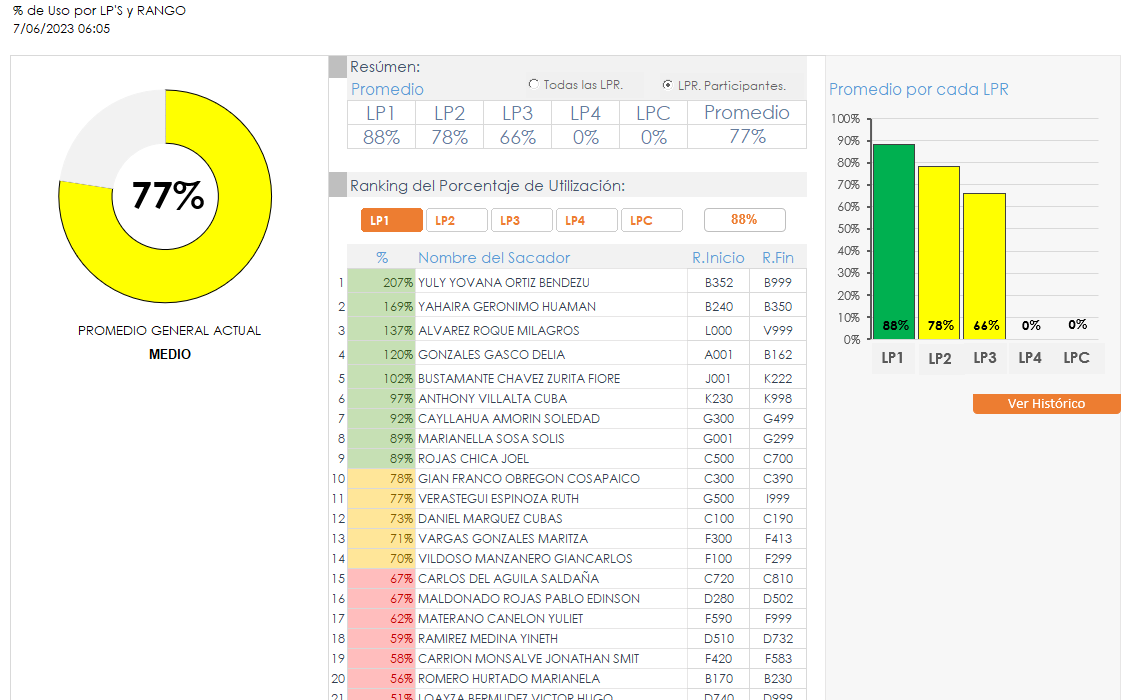 % de Uso por LP'S y RANGO
7/06/2023 06:05
77%
PROMEDIO GENERAL ACTUAL
MEDIO
Resúmen:
Promedio
Todas las LPR. LPR. Participantes.
LP1 LP2 LP3 LP4 LPC Promedio
88% 78% 66% 0% 0% 77%
Ranking del Porcentaje de Utilización:
LP1 LP2 LP3 LP4 LPC 88%
% Nombre del Sacador R.Inicio R.Fin
1 207% YULY YOVANA ORTIZ BENDEZU B352 B999
2 169% YAHAIRA GERONIMO HUAMAN B240 B350
3 137% ALVAREZ ROQUE MILAGROS L000 V999
4 120% GONZALES GASCO DELIA A001 B162
5 102% BUSTAMANTE CHAVEZ ZURITA FIORE J001 K222
6 97% ANTHONY VILLALTA CUBA K230 K998
7 92% CAYLLAHUA AMORIN SOLEDAD G300 G499
8 89% MARIANELLA SOSA SOLIS G001 G299
9 89% ROJAS CHICA JOEL C500 C700
10 78% GIAN FRANCO OBREGON COSAPAICO C300 C390
11 77% VERASTEGUI ESPINOZA RUTH G500 I999
12 73% DANIEL MARQUEZ CUBAS C100 C190
13 71% VARGAS GONZALES MARITZA F300 F413
14 70% VILDOSO MANZANERO GIANCARLOS F100 F299
15 67% CARLOS DEL AGUILA SALDAÑA C720 C810
16 67% MALDONADO ROJAS PABLO EDINSON D280 D502
17 62% MATERANO CANELON YULIET F590 F999
18 59% RAMIREZ MEDINA YINETH D510 D732
19 58% CARRION MONSALVE JONATHAN SMIT F420 F583
20 56% ROMERO HURTADO MARIANELA B170 B230
21 51% LOAYZA BERMUDEZ VICTOR HUGO D740 D999
Promedio por cada LPR
100%
90%
80%
70%
60%
50%
40%
30%
20%
10%
0%
88% 78% 66% 0% 0%
LP1 LP2 LP3 LP4 LPC
Ver Histórico